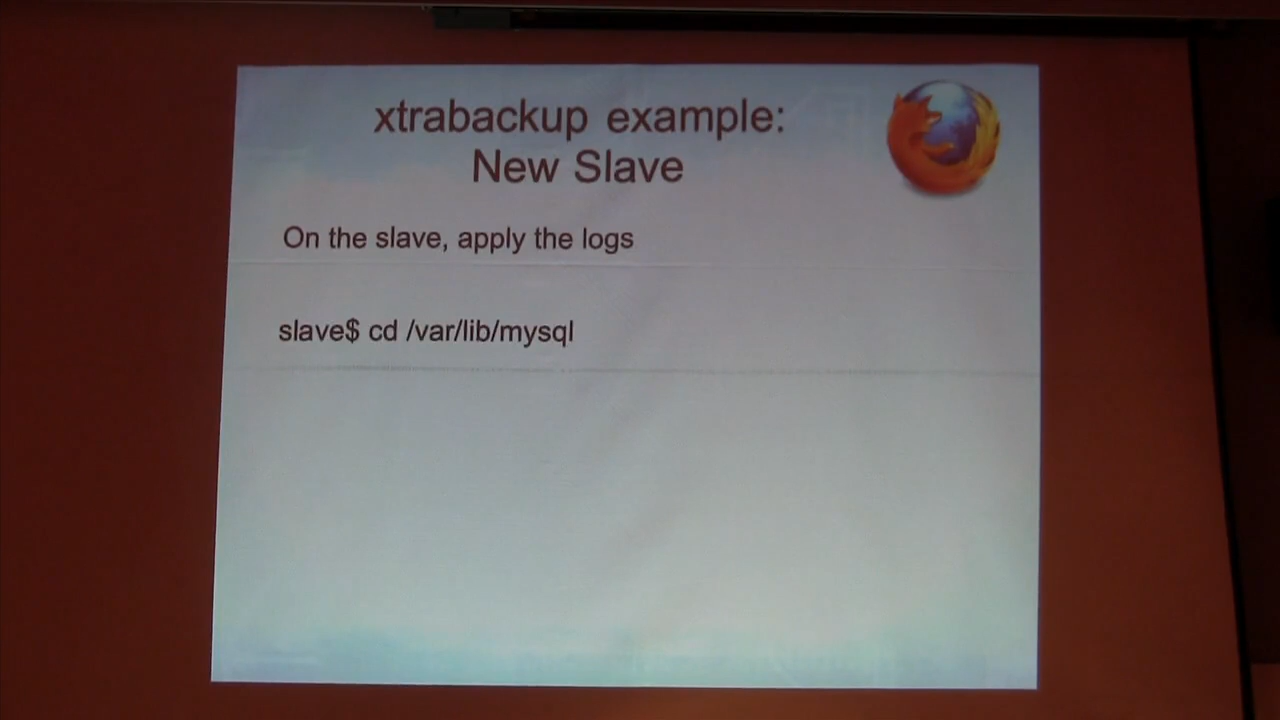 xtrabackup example:
New Slave
On the slave, apply the logs
slave$ cd /var/lib/mysql